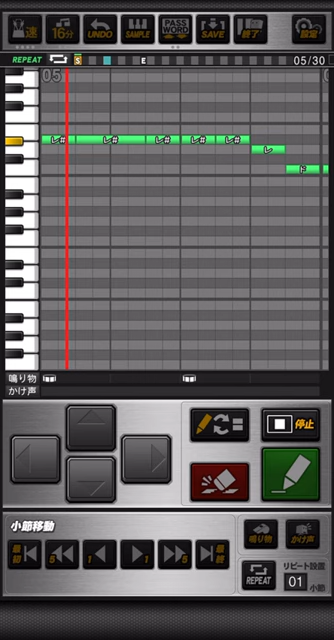 速 16分 UNDO SAMPLE PASS WORD SAVE 終了 設定
REPEAT S E 05/30
05
レ# レ# レ# レ# レ#
レ
ド
鳴り物
かけ声
停止
小節移動
最初 5 1 1 5 最終
鳴り物 かけ声
リピート設置
REPEAT 01 小節